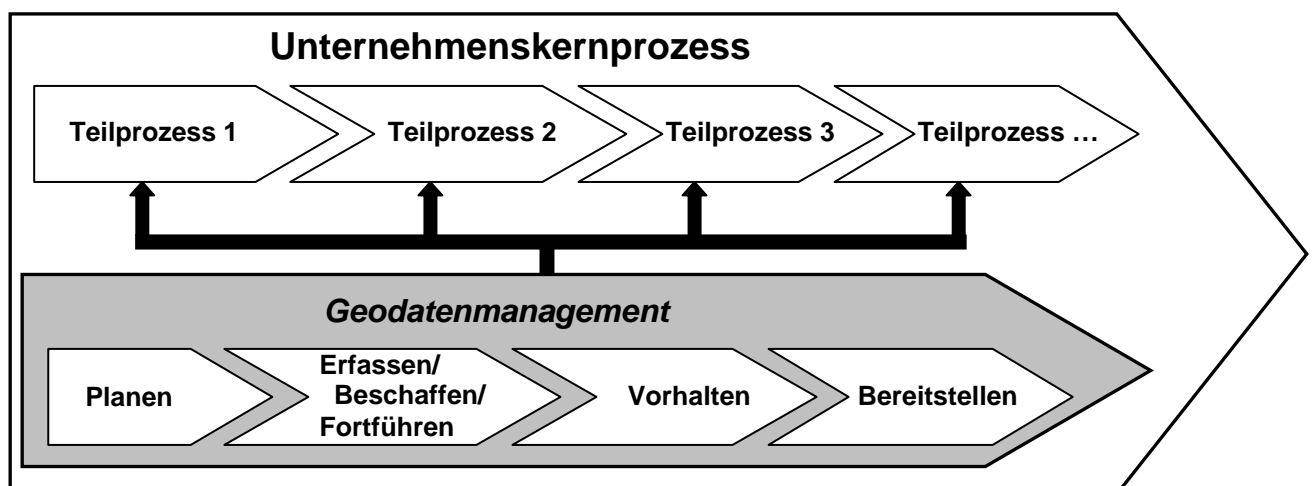 Unternehmenskernprozess
Teilprozess 1
Teilprozess 2
Teilprozess 3
Teilprozess …
Geodatenmanagement
Planen
Erfassen/
Beschaffen/
Fortführen
Vorhalten
Bereitstellen